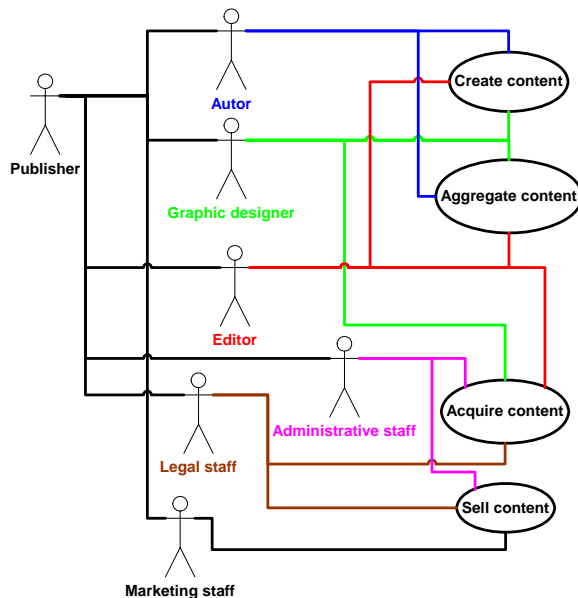 Create content
Autor
Publisher
Graphic designer
Aggregate content
Editor
Administrative staff
Acquire content
Legal staff
Sell content
Marketing staff